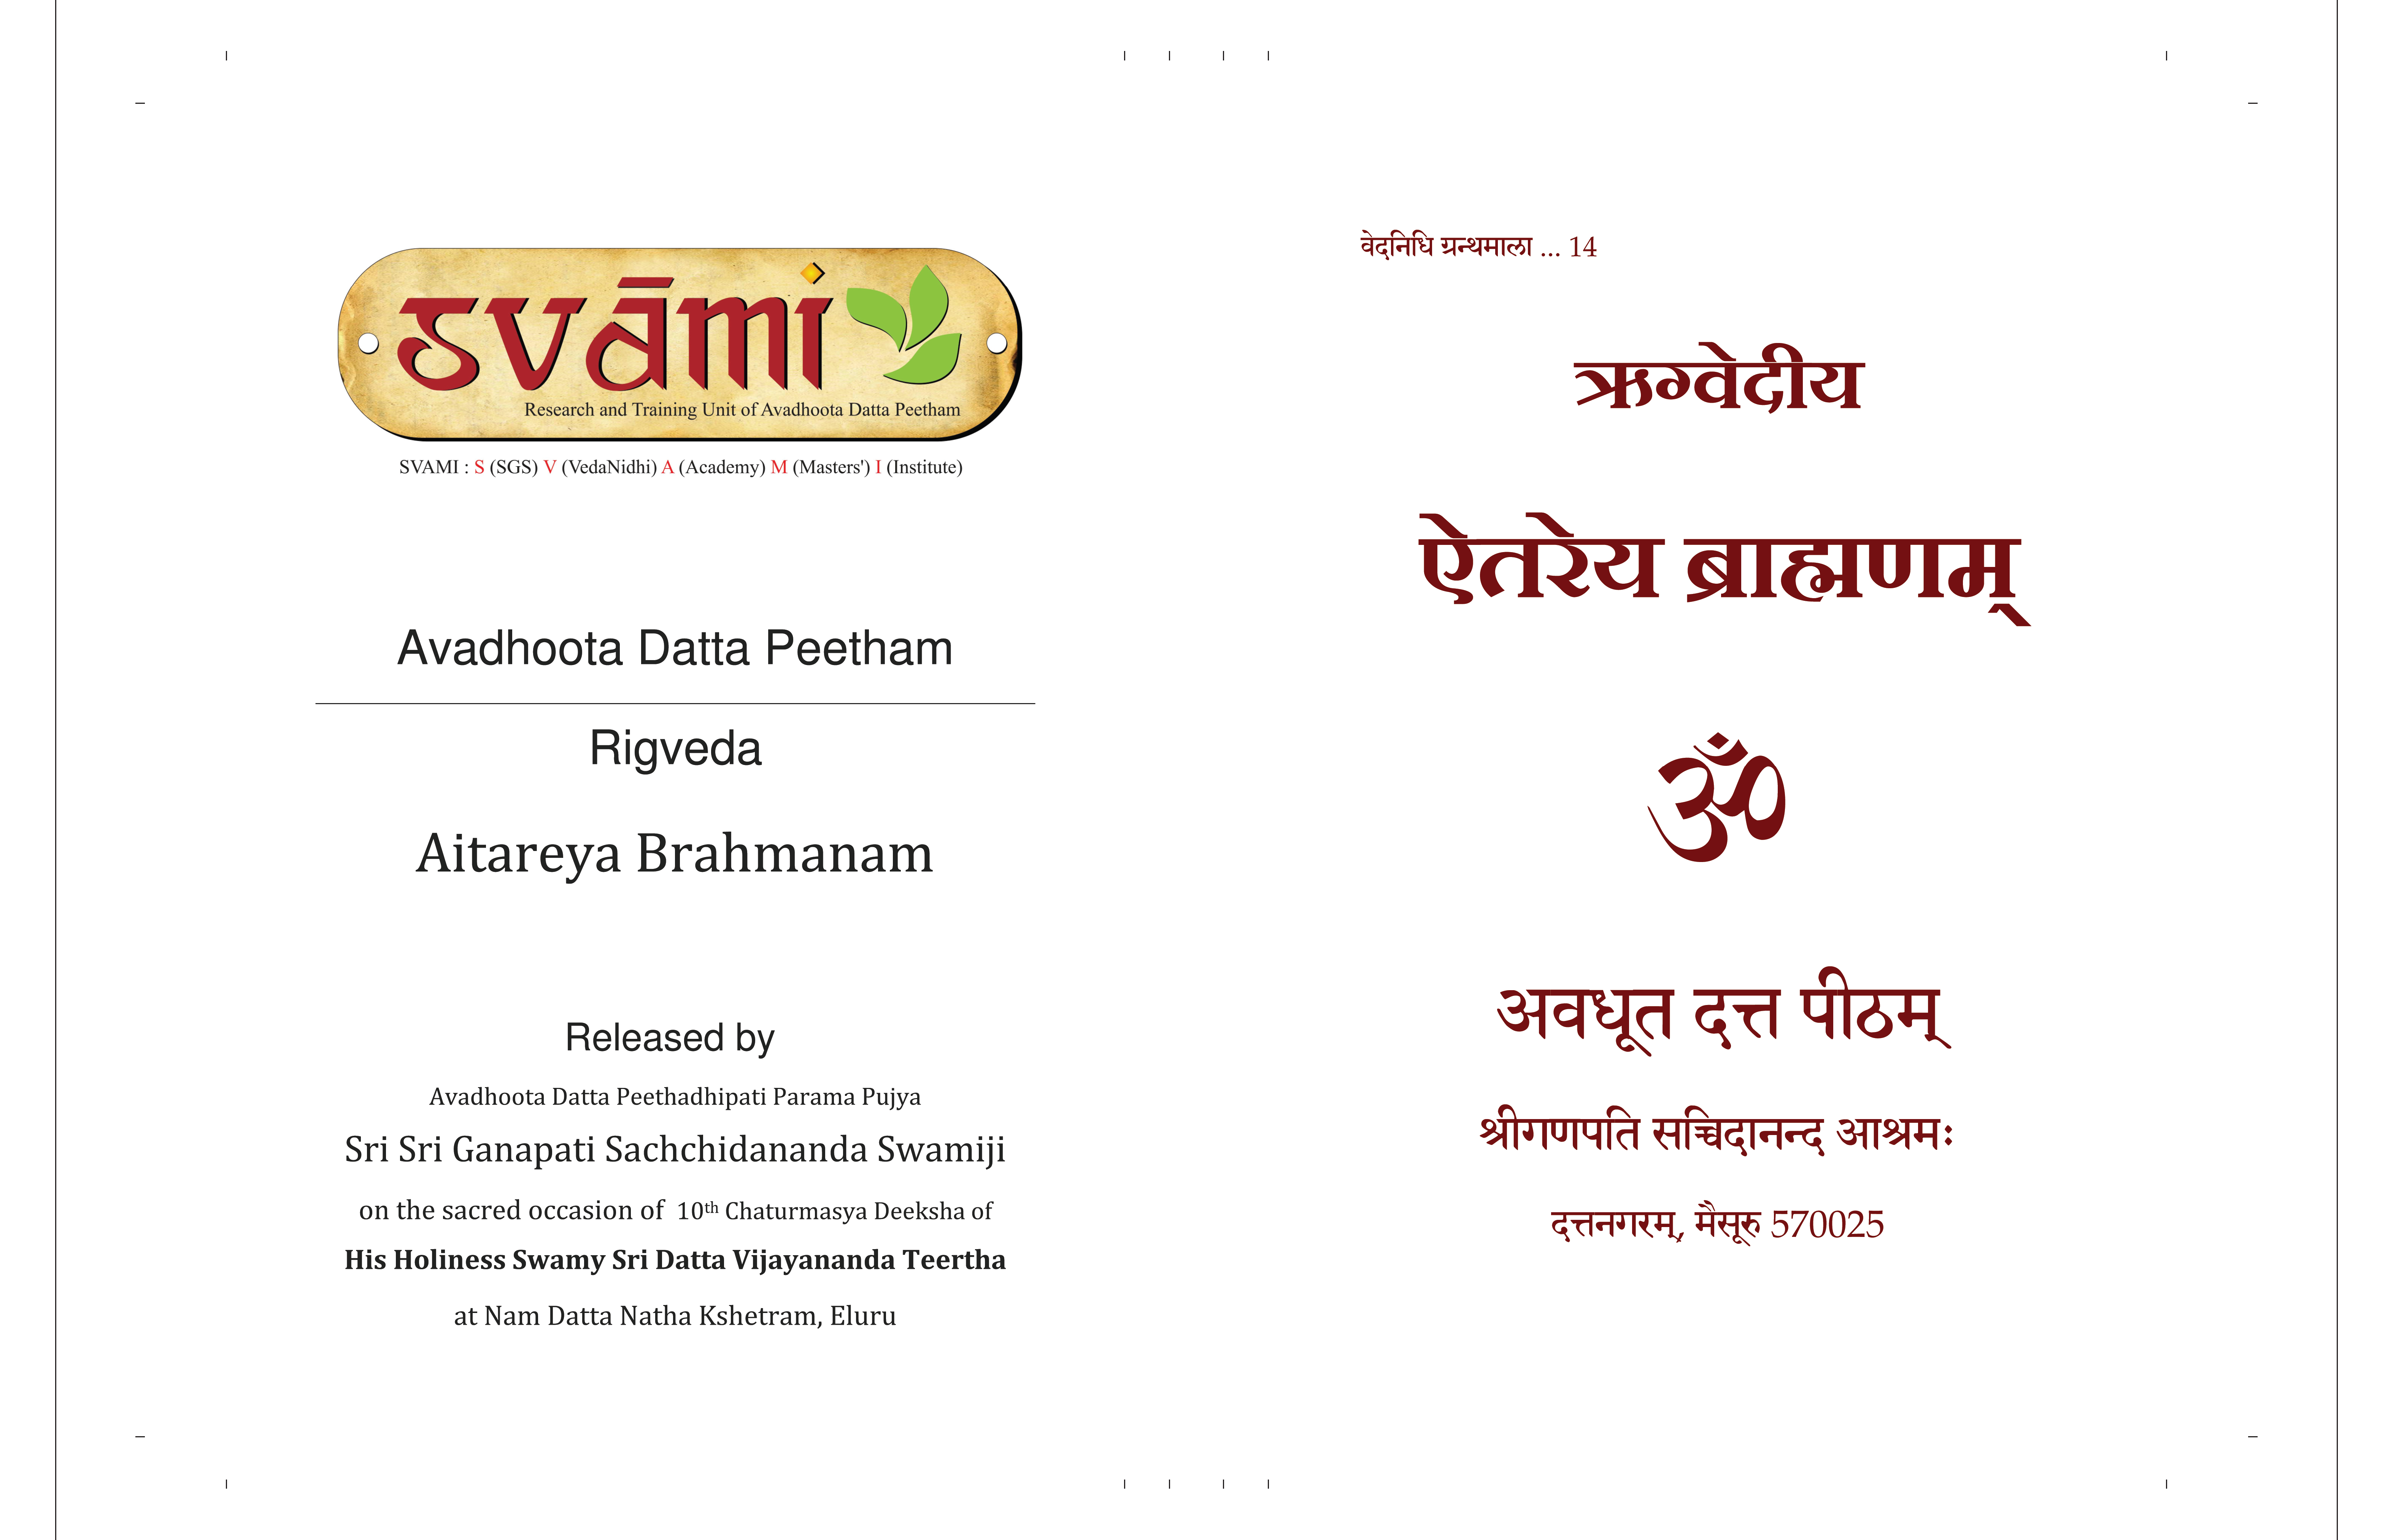 svāmi
Research and Training Unit of Avadhoota Datta Peetham
SVAMI : S (SGS) V (VedaNidhi) A (Academy) M (Masters') I (Institute)
Avadhoota Datta Peetham
Rigveda
Aitareya Brahmanam
Released by
Avadhoota Datta Peethadhipati Parama Pujya
Sri Sri Ganapati Sachchidananda Swamiji
on the sacred occasion of 10th Chaturmasya Deeksha of
His Holiness Swamy Sri Datta Vijayananda Teertha
at Nam Datta Natha Kshetram, Eluru
वेदनिधि ग्रन्थमाला ... 14
ऋग्वेदीय
ऐतरेय ब्राह्मणम्
ॐ
अवधूत दत्त पीठम्
श्रीगणपति सच्चिदानन्द आश्रमः
दत्तनगरम्, मैसूरु 570025